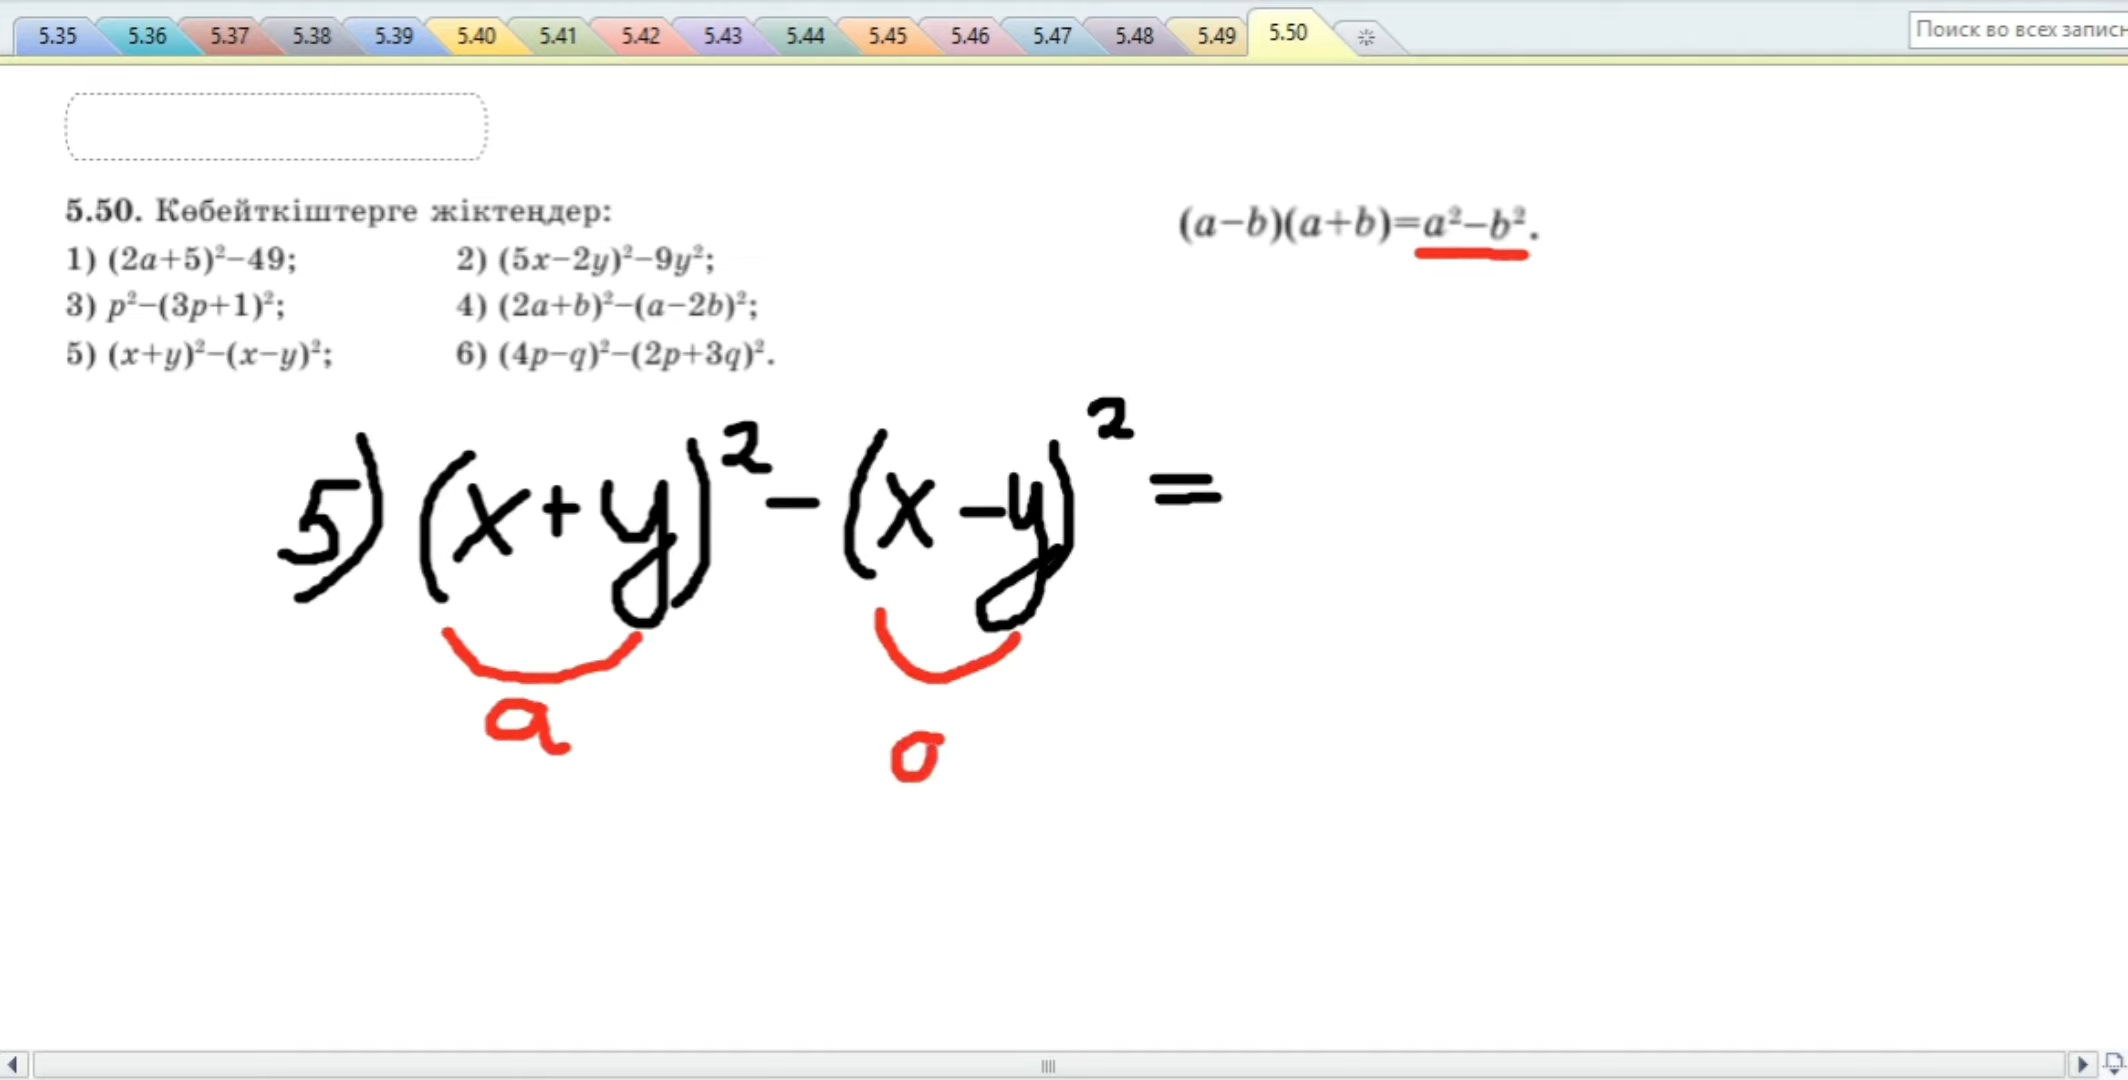 5.35 5.36 5.37 5.38 5.39 5.40 5.41 5.42 5.43 5.44 5.45 5.46 5.47 5.48 5.49 5.50
Поиск во всех записн
5.50. Көбейткіштерге жіктеңдер:
1) (2a+5)²−49; 2) (5x−2y)²−9y²;
3) p²−(3p+1)²; 4) (2a+b)²−(a−2b)²;
5) (x+y)²−(x−y)²; 6) (4p−q)²−(2p+3q)².
(a−b)(a+b)=a²−b².
5) (x+y)²−(x−y)²=
a